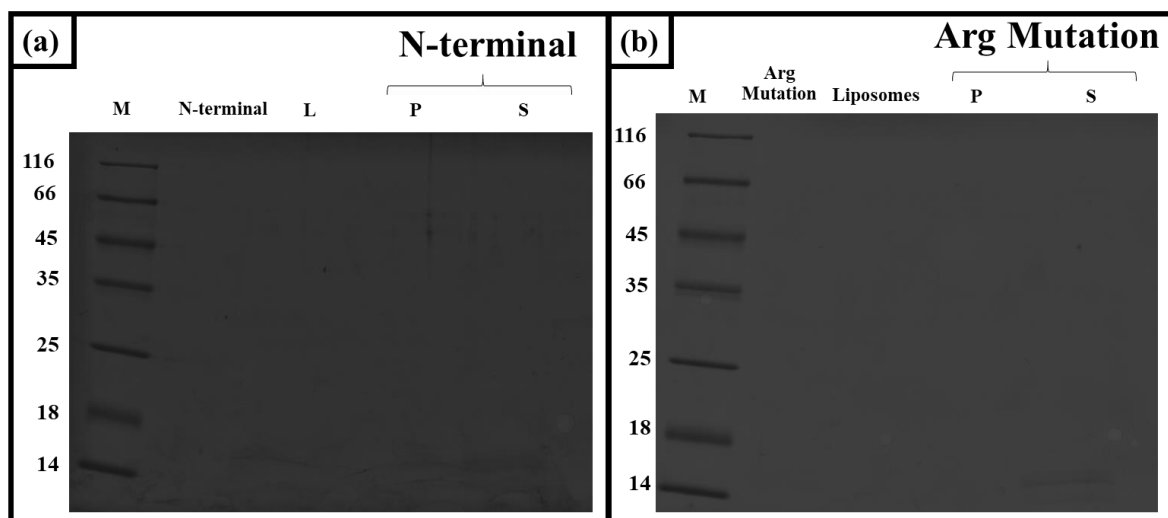 (a)
N-terminal
M N-terminal L P S
116
66
45
35
25
18
14
(b)
Arg Mutation
M Arg Mutation Liposomes P S
116
66
45
35
25
18
14